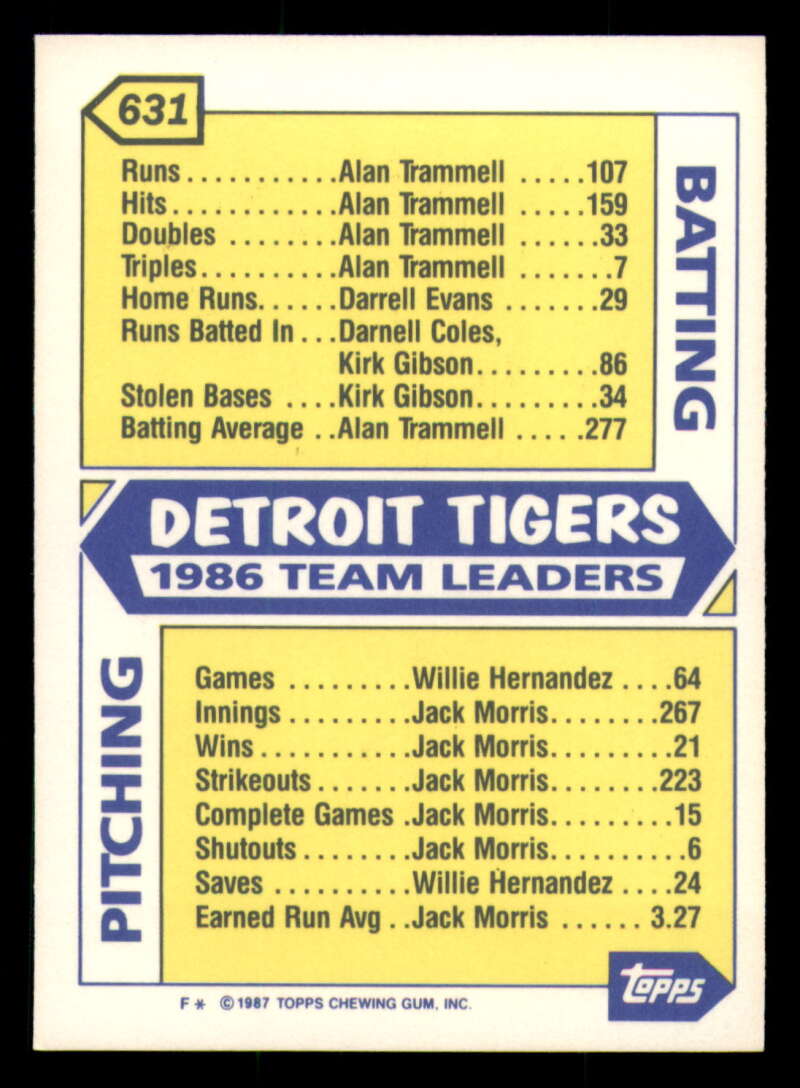 631
Runs...........Alan Trammell .....107
Hits............Alan Trammell .....159
Doubles ........Alan Trammell ......33
Triples..........Alan Trammell .......7
Home Runs......Darrell Evans .......29
Runs Batted In ...Darnell Coles,
Kirk Gibson.........86
Stolen Bases ....Kirk Gibson.........34
Batting Average ..Alan Trammell .....277
BATTING
DETROIT TIGERS
1986 TEAM LEADERS
PITCHING
Games .........Willie Hernandez ....64
Innings .........Jack Morris........267
Wins...........Jack Morris.........21
Strikeouts.......Jack Morris........223
Complete Games .Jack Morris.........15
Shutouts........Jack Morris..........6
Saves ..........Willie Hernandez ....24
Earned Run Avg ..Jack Morris ...... 3.27
topps
F * © 1987 TOPPS CHEWING GUM, INC.